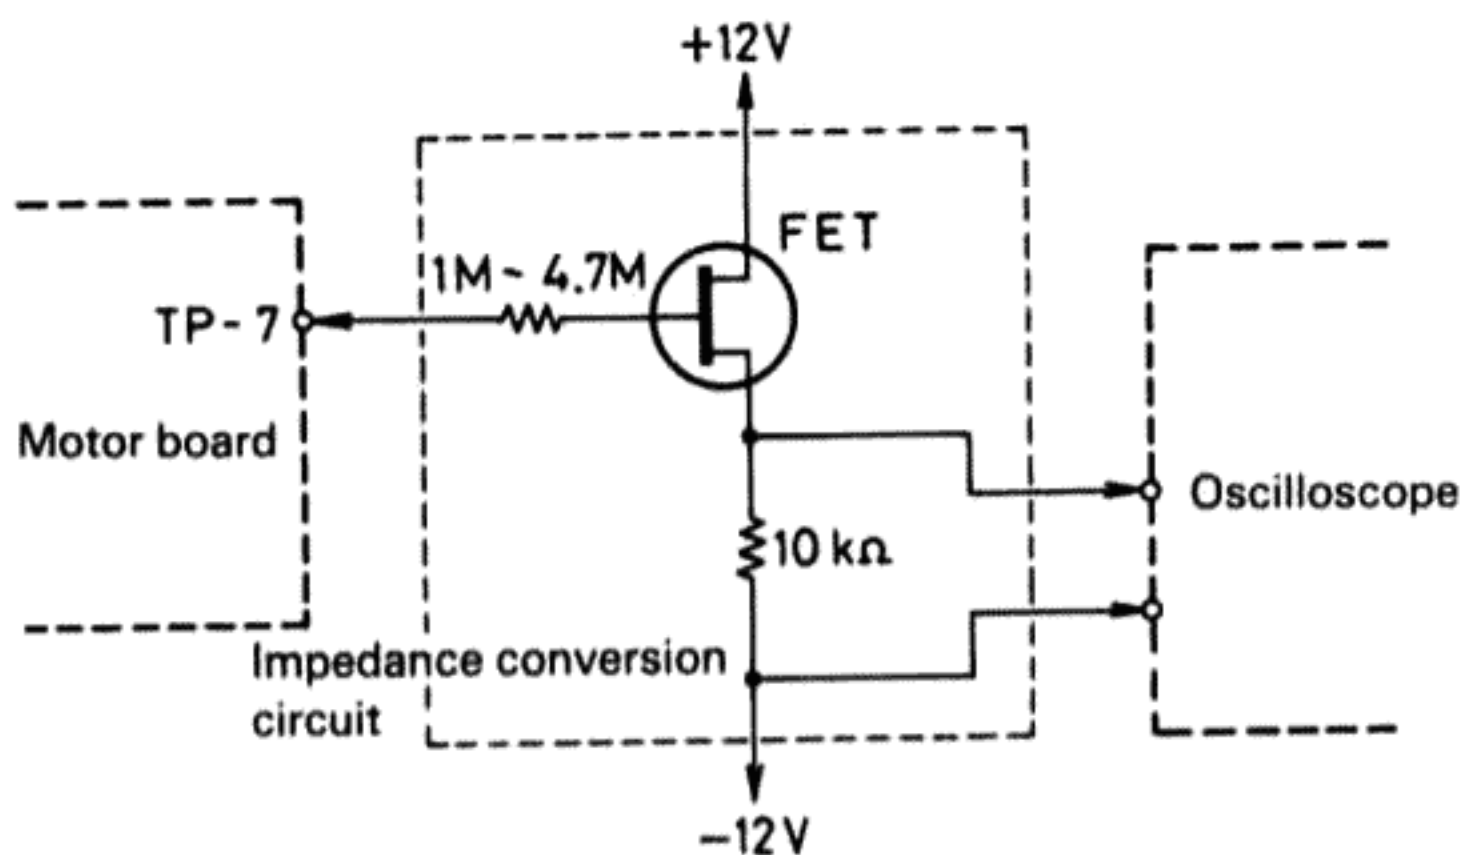 +12V
FET
1M~ 4.7M
TP-7
Motor board
Oscilloscope
10 kΩ
Impedance conversion
circuit
-12V